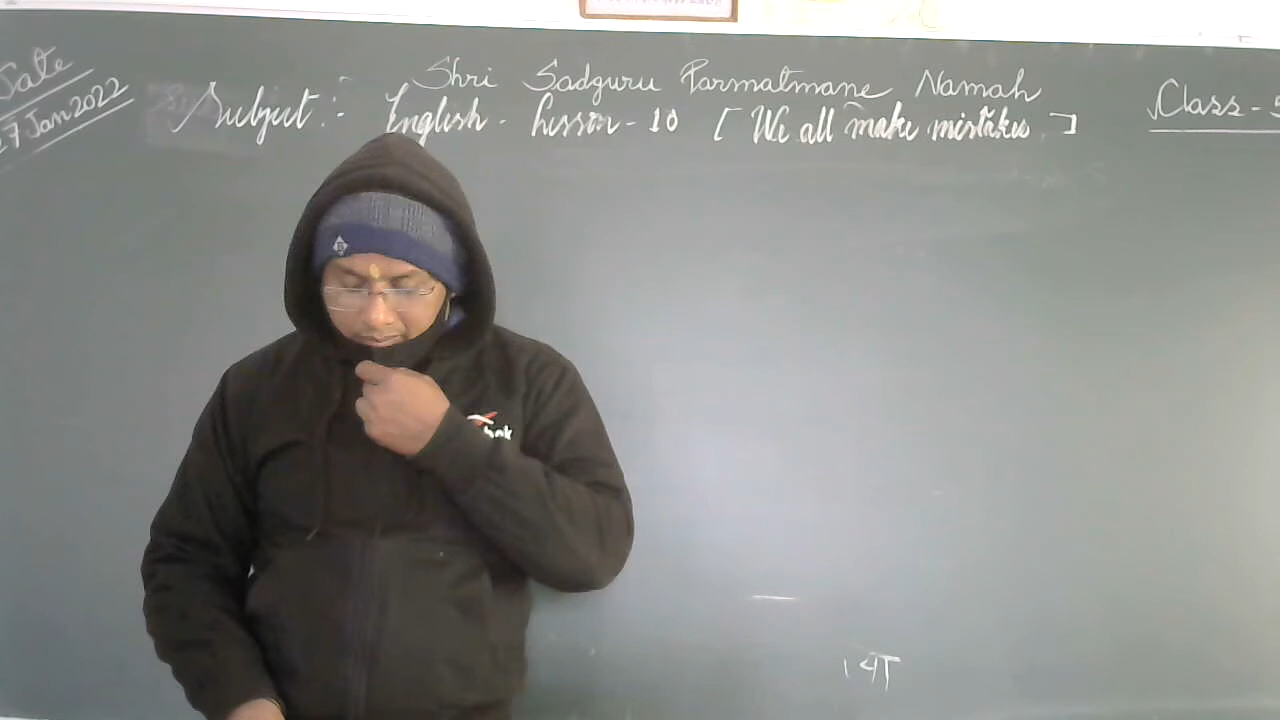 Shri Sadguru Parmatmane Namah
Date
27 Jan 2022
Subject :- English - Lesson - 10 [ We all make mistakes ]
Class - 5